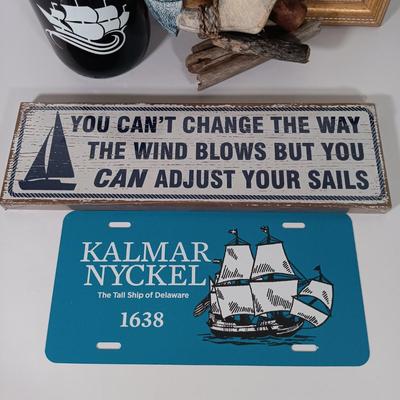 YOU CAN'T CHANGE THE WAY
THE WIND BLOWS BUT YOU
CAN ADJUST YOUR SAILS
KALMAR
NYCKEL
The Tall Ship of Delaware
1638